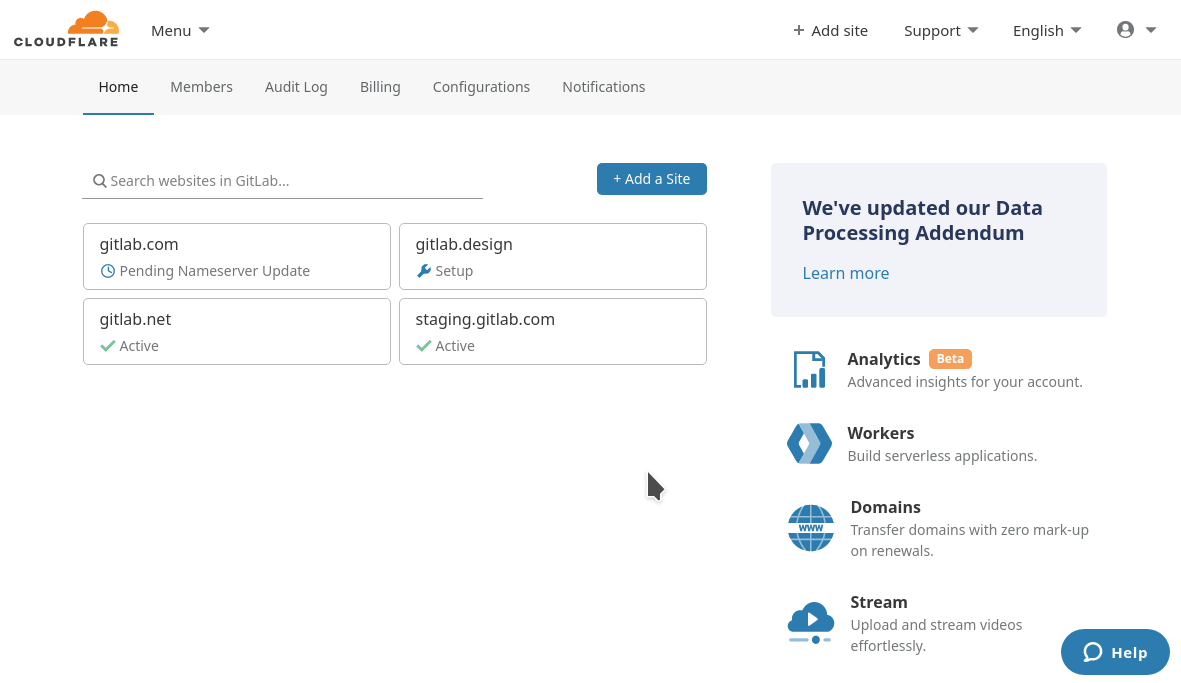 CLOUDFLARE
Menu
+ Add site
Support
English
Home
Members
Audit Log
Billing
Configurations
Notifications
Search websites in GitLab...
+ Add a Site
gitlab.com
Pending Nameserver Update
gitlab.design
Setup
gitlab.net
Active
staging.gitlab.com
Active
We've updated our Data
Processing Addendum
Learn more
Analytics Beta
Advanced insights for your account.
Workers
Build serverless applications.
www
Domains
Transfer domains with zero mark-up
on renewals.
Stream
Upload and stream videos
effortlessly.
Help